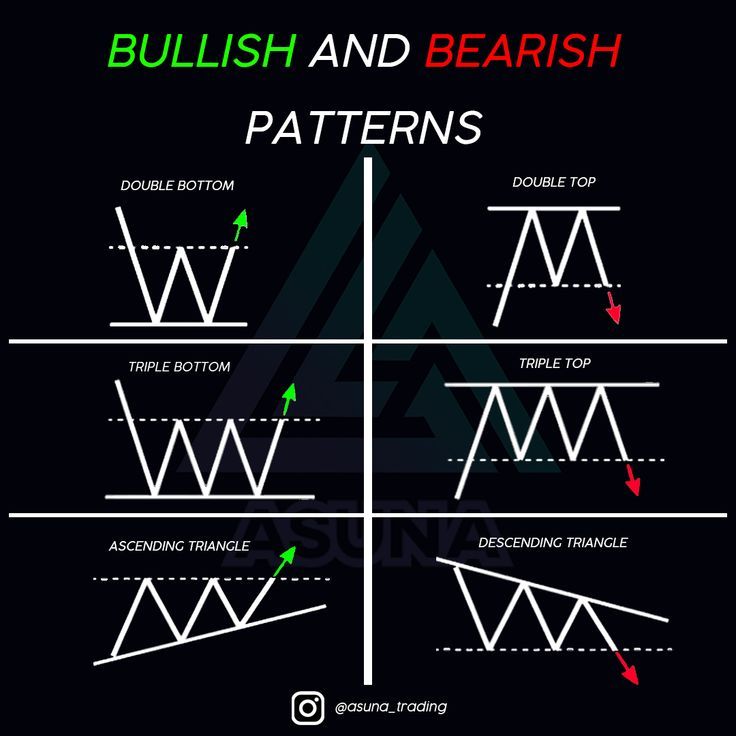 BULLISH AND BEARISH
PATTERNS
DOUBLE BOTTOM
DOUBLE TOP
TRIPLE BOTTOM
TRIPLE TOP
ASUNA
ASCENDING TRIANGLE
DESCENDING TRIANGLE
@asuna_trading